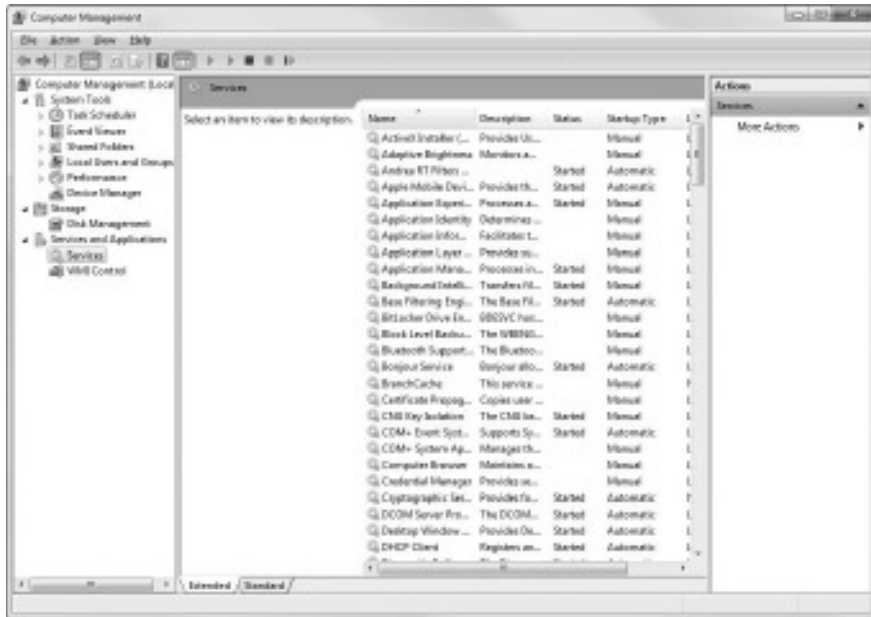 Computer Management
File Action View Help
Computer Management (Local
System Tools
Task Scheduler
Event Viewer
Shared Folders
Local Users and Groups
Performance
Device Manager
Storage
Disk Management
Services and Applications
Services
WMI Control
Services
Select an item to view its description.
Name Description Status Startup Type
ActiveX Installer (... Provides Us... Manual
Adaptive Brightness Monitors a... Manual
Andrea RT Filters ... Started Automatic
Apple Mobile Devi... Provides th... Started Automatic
Application Experi... Processes a... Started Manual
Application Identity Determines ... Manual
Application Infor... Facilitates t... Manual
Application Layer ... Provides su... Manual
Application Mana... Processes in... Started Manual
Background Intelli... Transfers fil... Started Manual
Base Filtering Engi... The Base Fil... Started Automatic
BitLocker Drive En... BDESVC hos... Manual
Block Level Backu... The WBENG... Manual
Bluetooth Support... The Bluetoo... Manual
Bonjour Service Bonjour allo... Started Automatic
BranchCache This service ... Manual
Certificate Propag... Copies user ... Manual
CNG Key Isolation The CNG ke... Started Manual
COM+ Event Syst... Supports Sy... Started Automatic
COM+ System Ap... Manages th... Manual
Computer Browser Maintains a... Manual
Credential Manager Provides se... Manual
Cryptographic Ser... Provides fo... Started Automatic
DCOM Server Pro... The DCOM... Started Automatic
Desktop Window ... Provides De... Started Automatic
DHCP Client Registers an... Started Automatic
Extended Standard
Actions
Services
More Actions